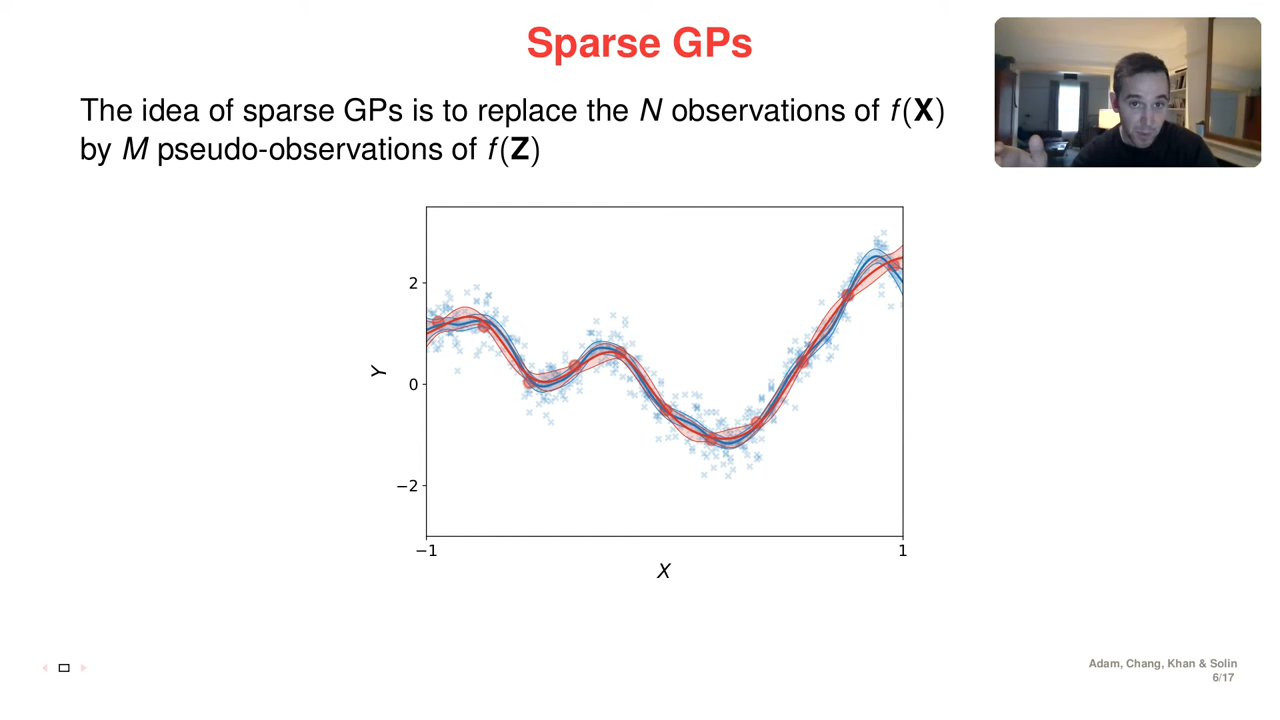 Sparse GPs
The idea of sparse GPs is to replace the N observations of f(X)
by M pseudo-observations of f(Z)
2
0
−2
Y
−1
1
X
Adam, Chang, Khan & Solin
6/17